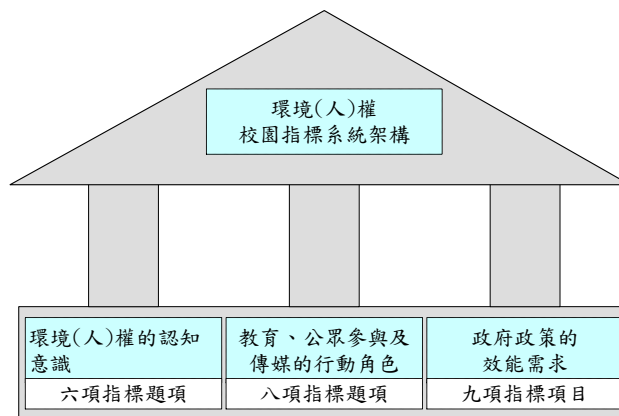 環境(人)權
校園指標系統架構
環境(人)權的認知
意識
六項指標題項
教育、公眾參與及
傳媒的行動角色
八項指標題項
政府政策的
效能需求
九項指標項目